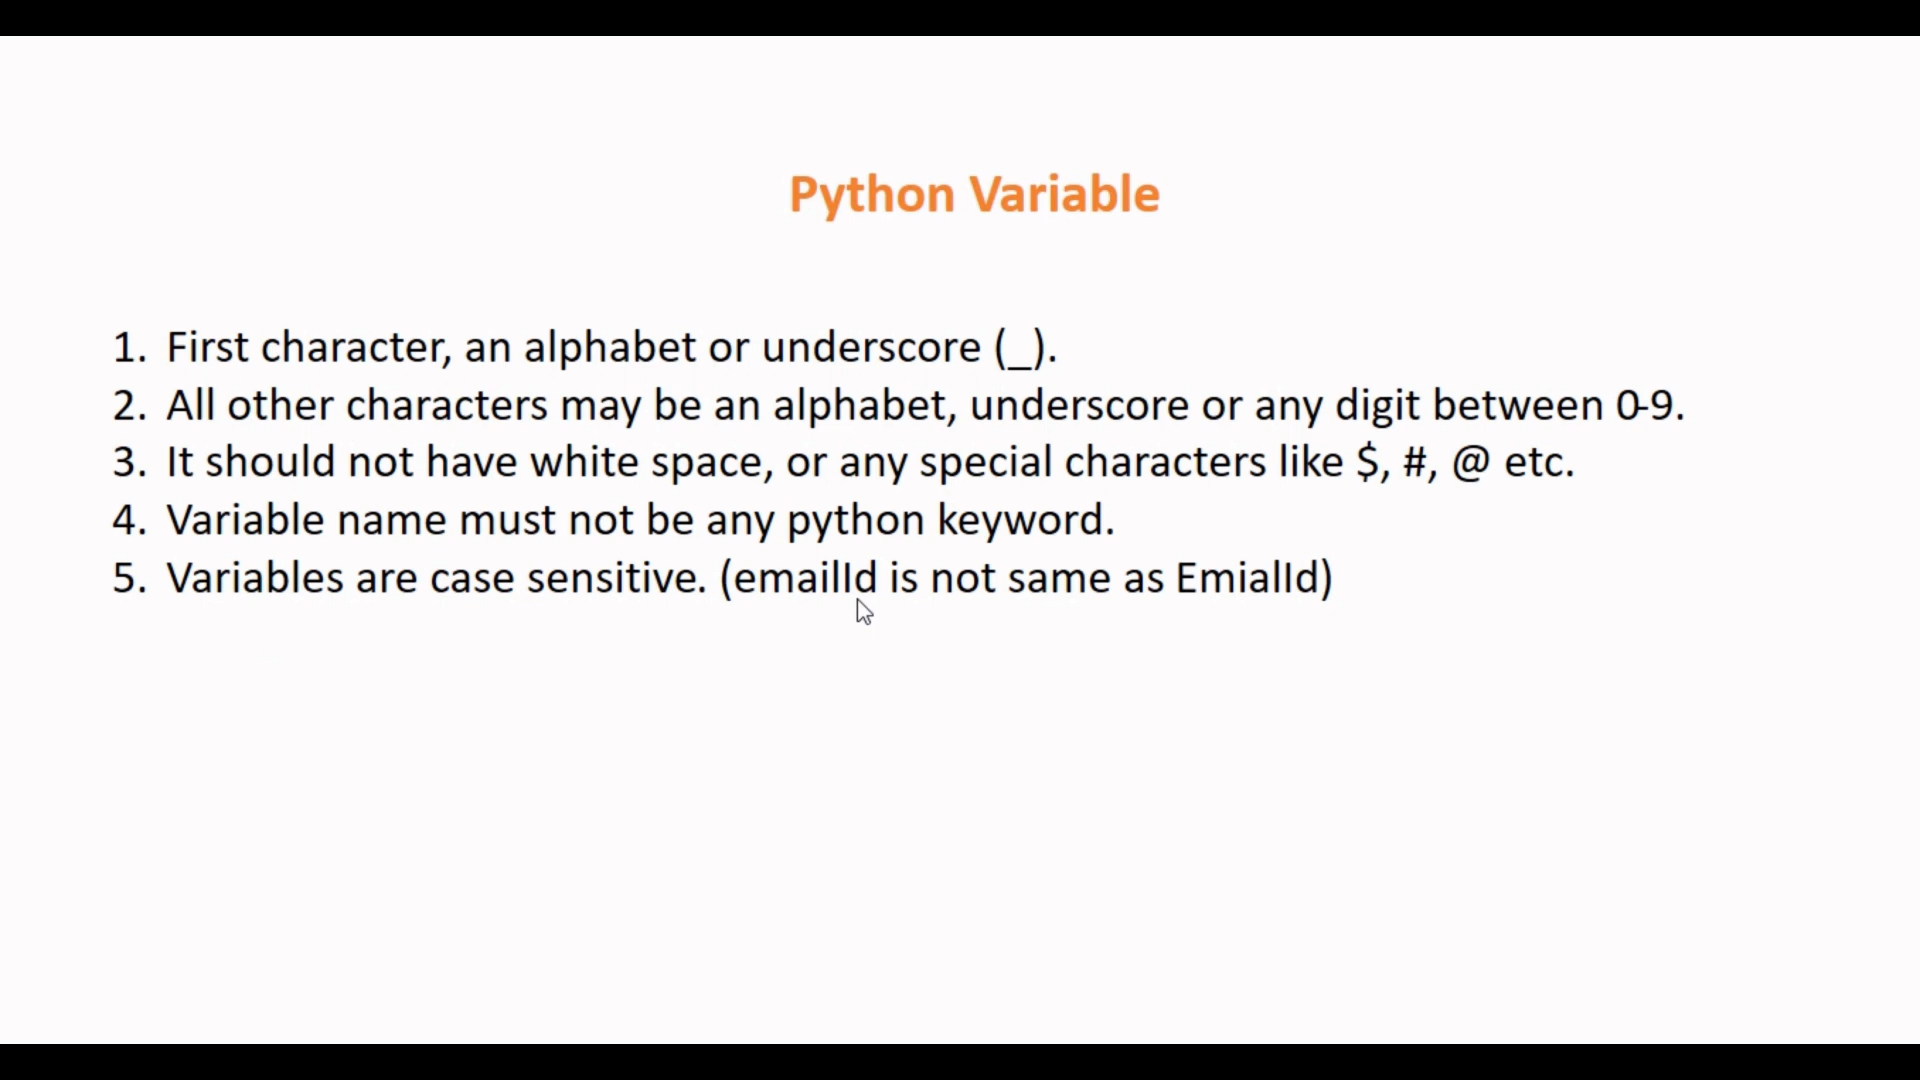 Python Variable
1. First character, an alphabet or underscore (_).
2. All other characters may be an alphabet, underscore or any digit between 0-9.
3. It should not have white space, or any special characters like $, #, @ etc.
4. Variable name must not be any python keyword.
5. Variables are case sensitive. (emailId is not same as EmialId)